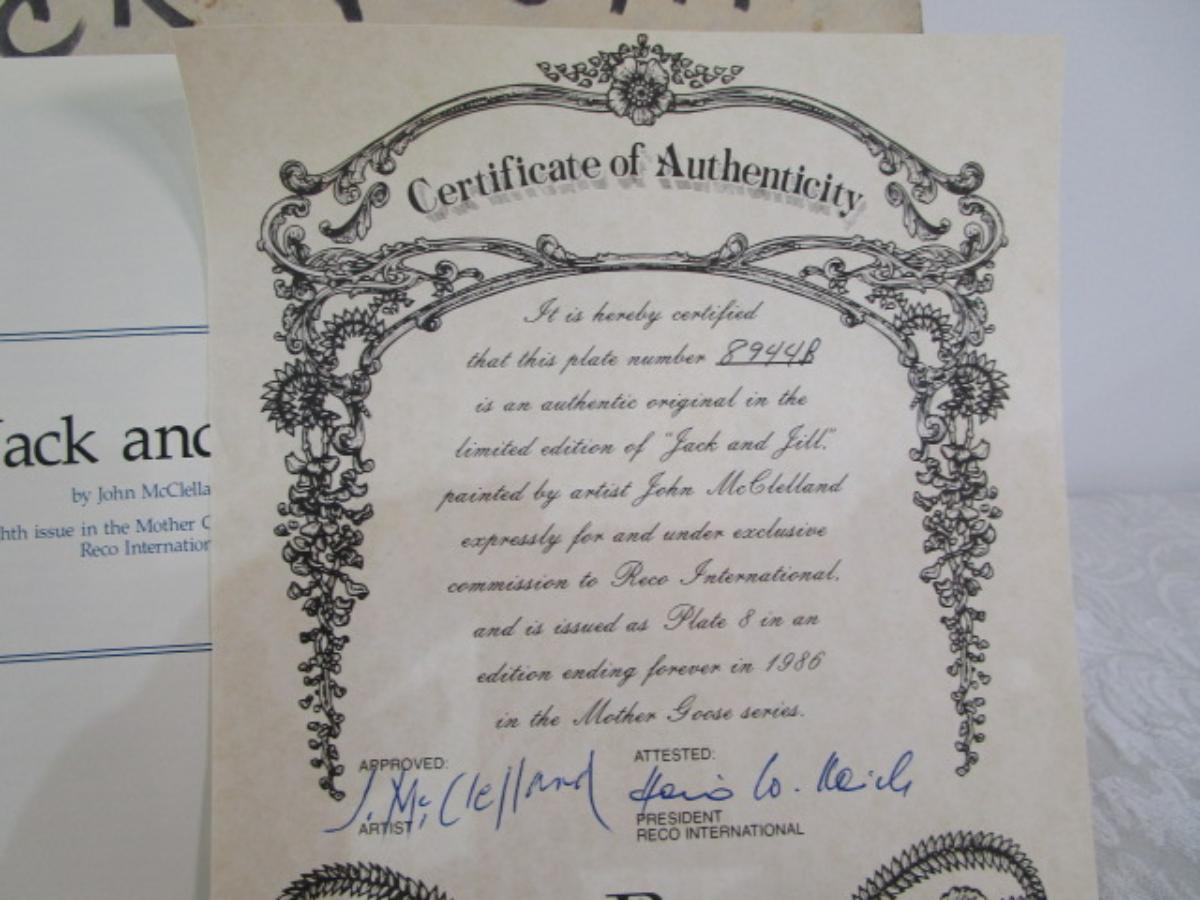 Certificate of Authenticity
It is hereby certified
that this plate number 8944B
is an authentic original in the
limited edition of "Jack and Jill,"
painted by artist John McClelland
expressly for and under exclusive
commission to Reco International,
and is issued as Plate 8 in an
edition ending forever in 1986
in the Mother Goose series.
APPROVED:
J. McClelland
ARTIST
ATTESTED:
PRESIDENT
RECO INTERNATIONAL
Jack and
by John McClella
hth issue in the Mother G
Reco Internation